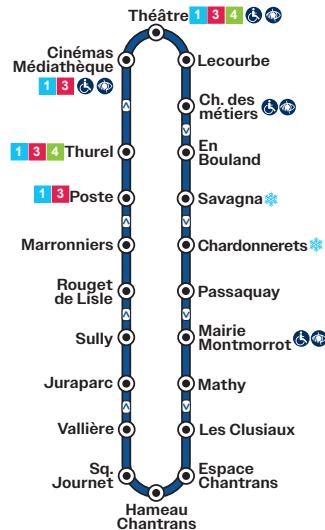 Théâtre 1 3 4
Cinémas
Médiathèque
1 3
Lecourbe
Ch. des
métiers
1 3 4 Thurel
En
Bouland
1 3 Poste
Savagna
Marronniers
Chardonnerets
Rouget
de Lisle
Passaquay
Sully
Mairie
Montmorrot
Juraparc
Mathy
Vallière
Les Clusiaux
Sq.
Journet
Espace
Chantrans
Hameau
Chantrans